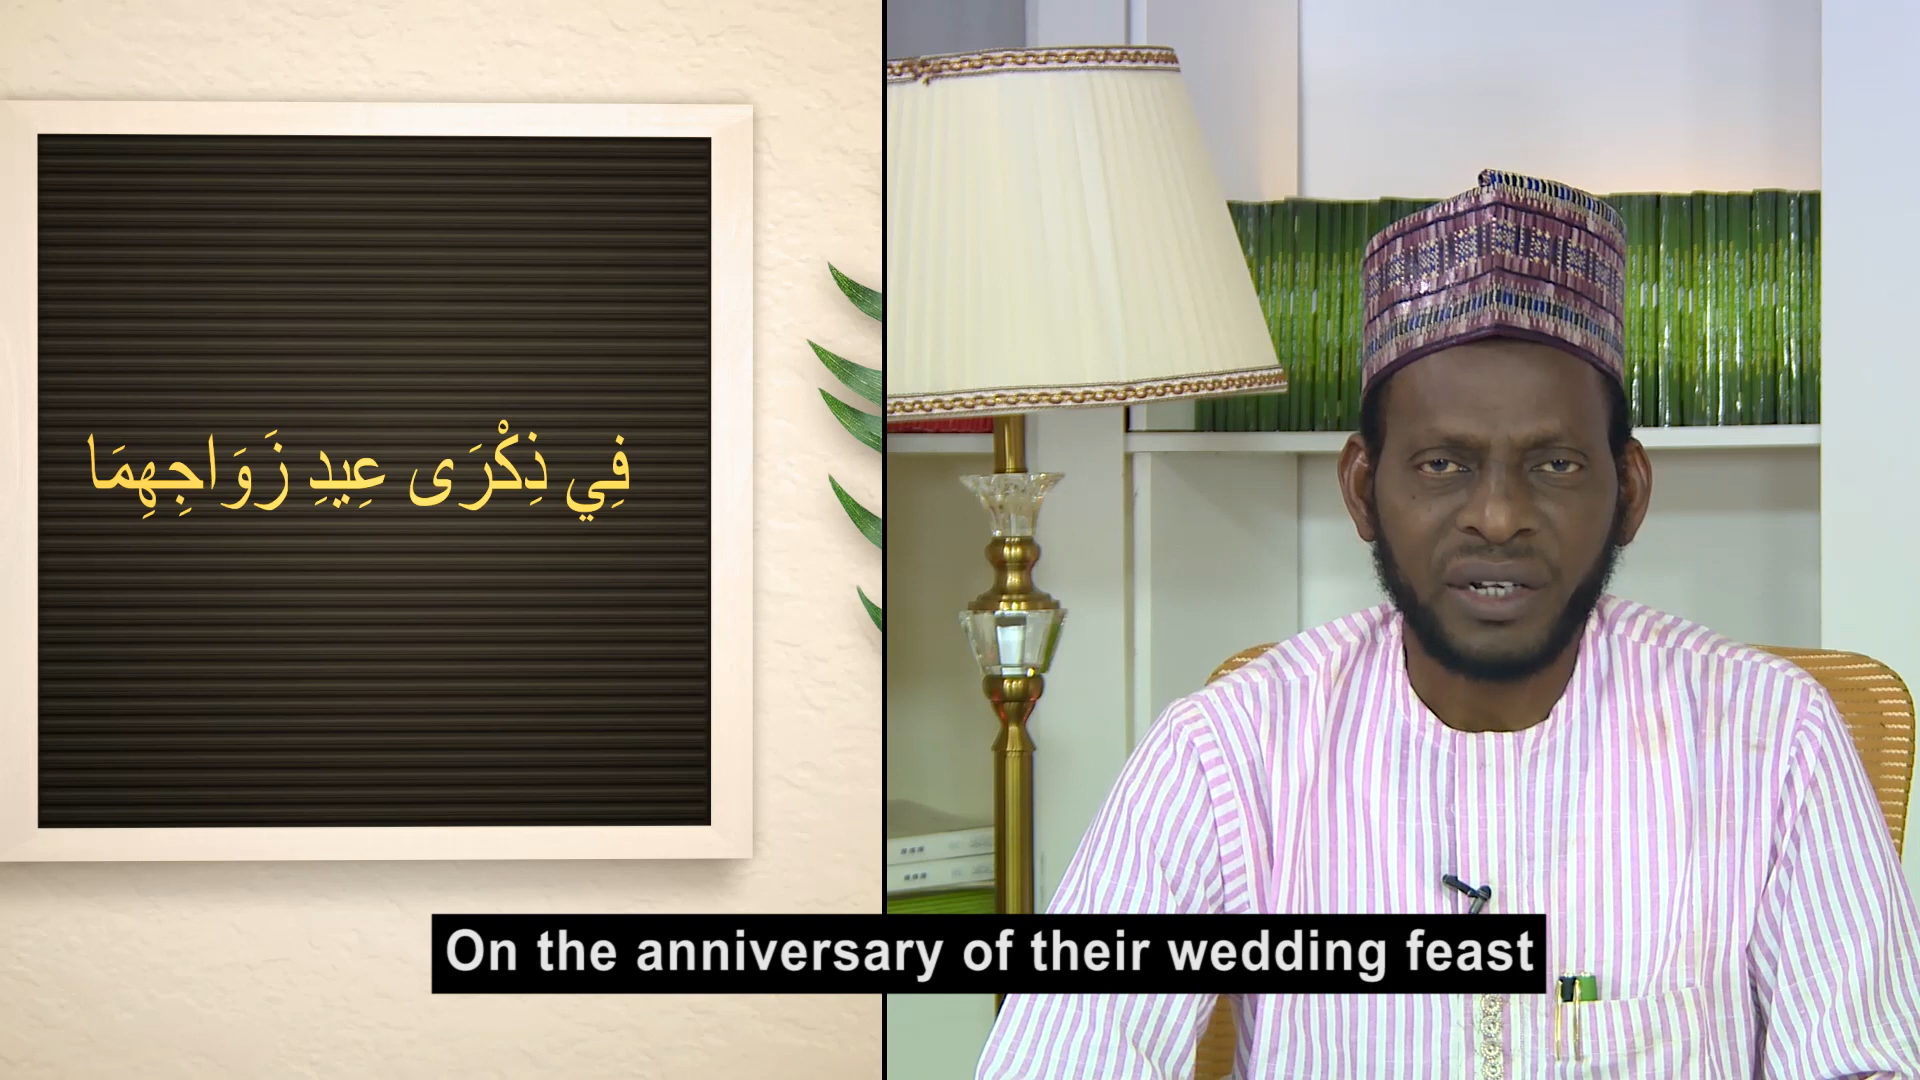 فِي ذِكْرَى عِيدِ زَوَاجِهِمَا
On the anniversary of their wedding feast